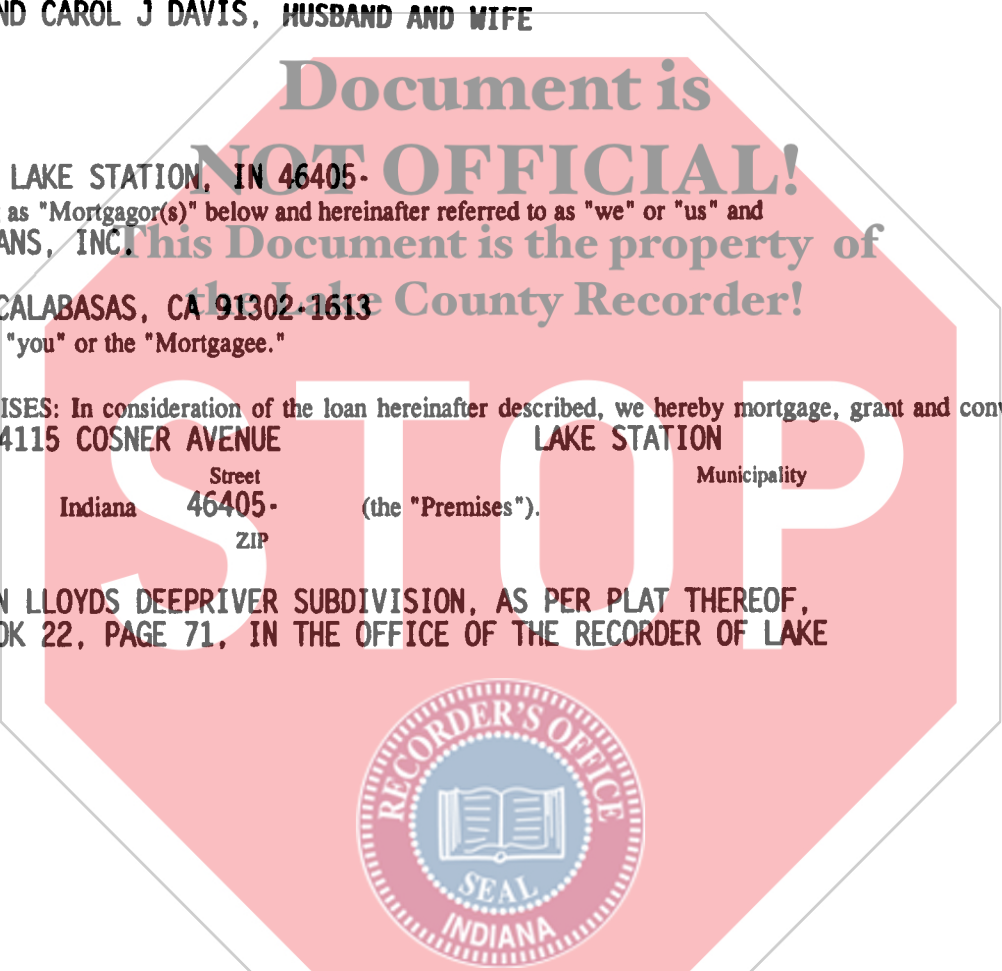 ND CAROL J DAVIS, HUSBAND AND WIFE
Document is
NOT OFFICIAL!
LAKE STATION, IN 46405-
as "Mortgagor(s)" below and hereinafter referred to as "we" or "us" and
ANS, INC.
This Document is the property of
the Lake County Recorder!
CALABASAS, CA 91302-1613
"you" or the "Mortgagee."
ISES: In consideration of the loan hereinafter described, we hereby mortgage, grant and conv
4115 COSNER AVENUE LAKE STATION
Street Municipality
Indiana 46405- (the "Premises").
ZIP
STOP
N LLOYDS DEEPRIVER SUBDIVISION, AS PER PLAT THEREOF,
OK 22, PAGE 71, IN THE OFFICE OF THE RECORDER OF LAKE
RECORDER'S OFFICE
SEAL
INDIANA